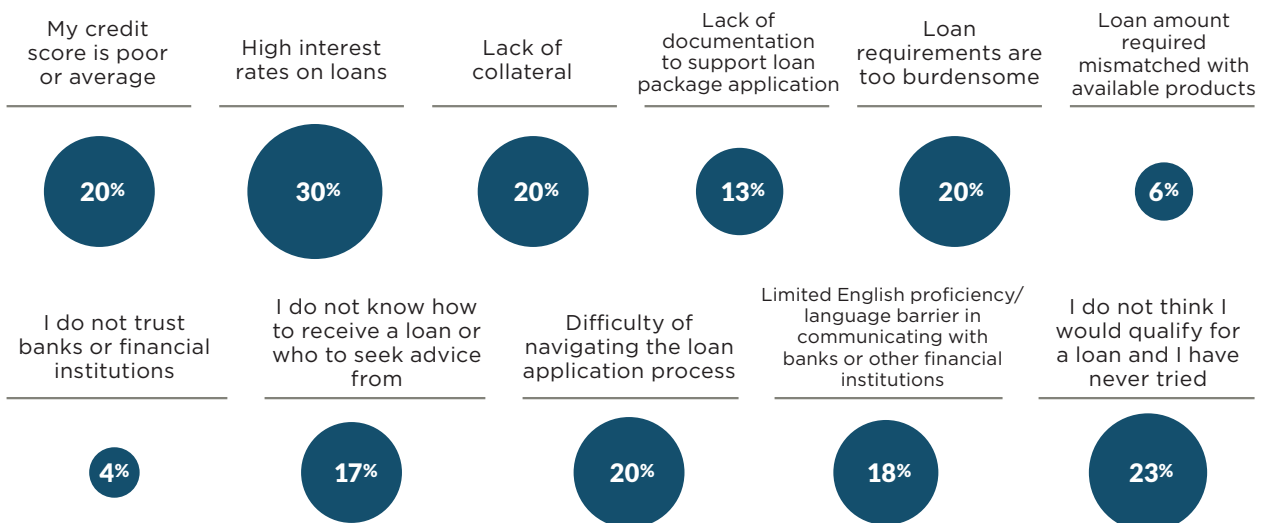 My credit
score is poor
or average
High interest
rates on loans
Lack of
collateral
Lack of
documentation
to support loan
package application
Loan
requirements are
too burdensome
Loan amount
required
mismatched with
available products
20%
30%
20%
13%
20%
6%
I do not trust
banks or financial
institutions
I do not know how
to receive a loan or
who to seek advice
from
Difficulty of
navigating the loan
application process
Limited English proficiency/
language barrier in
communicating with
banks or other financial
institutions
I do not think I
would qualify for
a loan and I have
never tried
4%
17%
20%
18%
23%